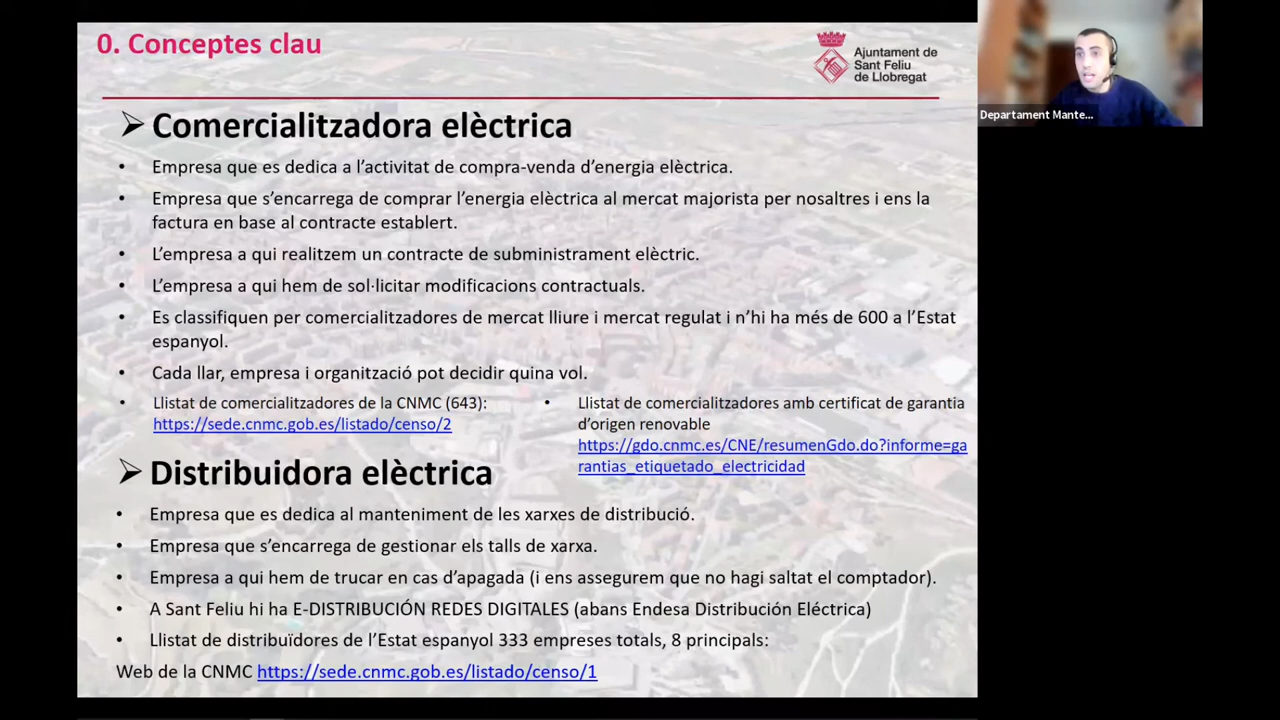 0. Conceptes clau
Ajuntament de
Sant Feliu
de Llobregat
Departament Mante...
➢ Comercialitzadora elèctrica
• Empresa que es dedica a l’activitat de compra-venda d’energia elèctrica.
• Empresa que s’encarrega de comprar l’energia elèctrica al mercat majorista per nosaltres i ens la
factura en base al contracte establert.
• L’empresa a qui realitzem un contracte de subministrament elèctric.
• L’empresa a qui hem de sol·licitar modificacions contractuals.
• Es classifiquen per comercialitzadores de mercat lliure i mercat regulat i n’hi ha més de 600 a l’Estat
espanyol.
• Cada llar, empresa i organització pot decidir quina vol.
• Llistat de comercialitzadores de la CNMC (643):
https://sede.cnmc.gob.es/listado/censo/2
• Llistat de comercialitzadores amb certificat de garantia
d’origen renovable
https://gdo.cnmc.es/CNE/resumenGdo.do?informe=ga
rantias_etiquetado_electricidad
➢ Distribuidora elèctrica
• Empresa que es dedica al manteniment de les xarxes de distribució.
• Empresa que s’encarrega de gestionar els talls de xarxa.
• Empresa a qui hem de trucar en cas d’apagada (i ens assegurem que no hagi saltat el comptador).
• A Sant Feliu hi ha E-DISTRIBUCIÓN REDES DIGITALES (abans Endesa Distribución Eléctrica)
• Llistat de distribuïdores de l’Estat espanyol 333 empreses totals, 8 principals:
Web de la CNMC https://sede.cnmc.gob.es/listado/censo/1